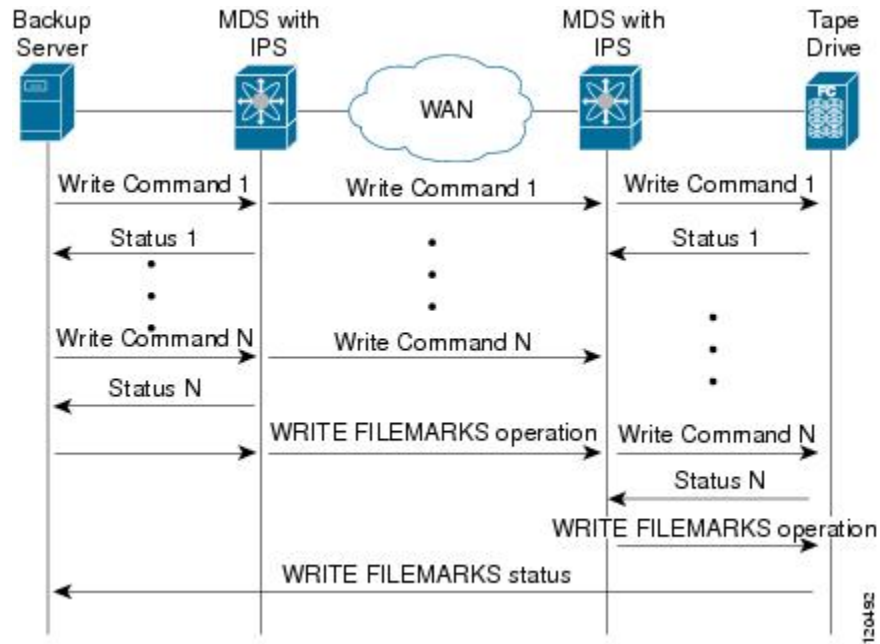 Backup
Server
MDS with
IPS
MDS with
IPS
Tape
Drive
FC
WAN
Write Command 1
Write Command 1
Write Command 1
Status 1
Status 1
Write Command N
Write Command N
Status N
WRITE FILEMARKS operation
Write Command N
Status N
WRITE FILEMARKS operation
WRITE FILEMARKS status
120492